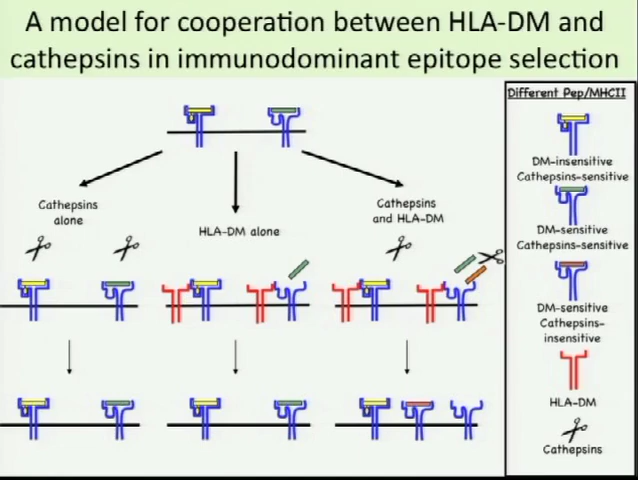 A model for cooperation between HLA-DM and
cathepsins in immunodominant epitope selection
Different Pep/MHCII
Cathepsins
alone
HLA-DM alone
Cathepsins
and HLA-DM
DM-insensitive
Cathepsins-sensitive
DM-sensitive
Cathepsins-sensitive
DM-sensitive
Cathepsins-
insensitive
HLA-DM
Cathepsins